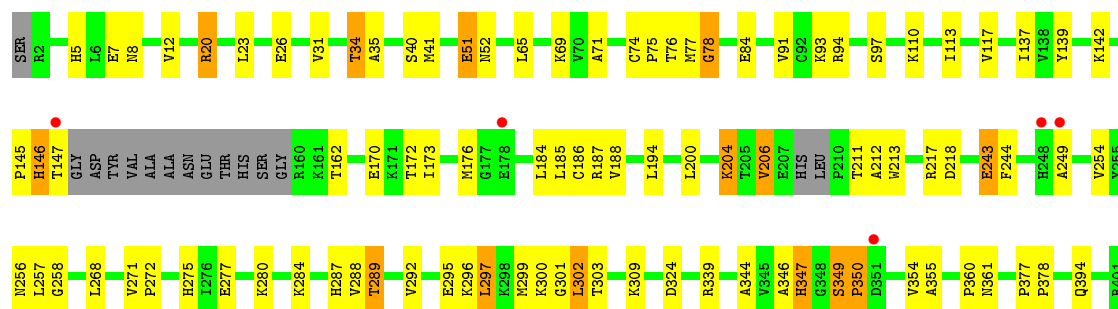 SER R2 H5 L6 E7 N8 V12 R20 L23 E26 V31 T34 A35 S40 M41 E51 N52 L65 K69 V70 A71 C74 P75 T76 M77 G78 E84 V91 C92 K93 R94 S97 K110 I113 V117 I137 V138 Y139 K142
P145 H146 T147 GLY ASP TYR VAL ALA ALA ASN GLU THR HIS SER GLY R160 K161 T162 E170 K171 T172 I173 M176 G177 E178 L184 L185 C186 R187 V188 L194 L200 K204 T205 V206 E207 HIS LEU P210 T211 A212 W213 R217 D218 E243 F244 H248 A249 V254 Y255
N256 L257 G258 L268 V271 P272 H275 I276 E277 K280 K284 H287 V288 T289 V292 E295 K296 L297 K298 M299 K300 G301 L302 T303 K309 D324 R339 A344 V345 A346 H347 G348 S349 P350 D351 V354 A355 P360 N361 P377 P378 Q394 R401